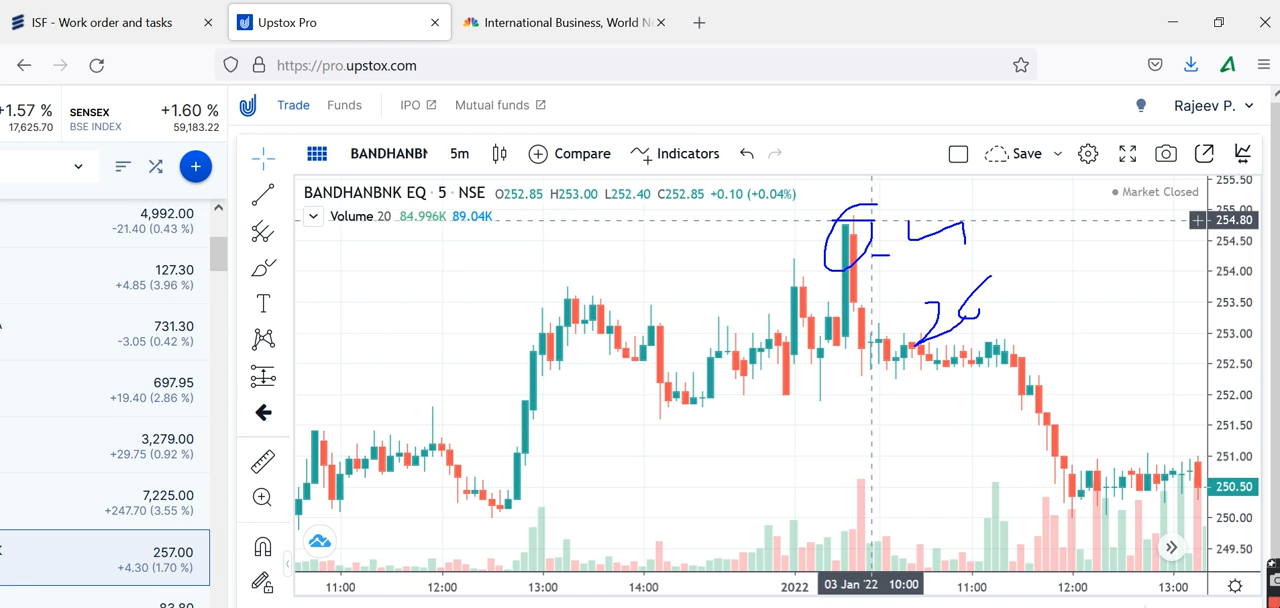 ISF - Work order and tasks
Upstox Pro
International Business, World Ne
https://pro.upstox.com
+1.57 %
17,625.70
SENSEX
BSE INDEX
+1.60 %
59,183.22
Trade
Funds
IPO
Mutual funds
Rajeev P.
BANDHANBN
5m
Compare
Indicators
Save
BANDHANBNK EQ · 5 · NSE O252.85 H253.00 L252.40 C252.85 +0.10 (+0.04%)
Market Closed
Volume 20 84.996K 89.04K
4,992.00
-21.40 (0.43 %)
127.30
+4.85 (3.96 %)
731.30
-3.05 (0.42 %)
697.95
+19.40 (2.86 %)
3,279.00
+29.75 (0.92 %)
7,225.00
+247.70 (3.55 %)
257.00
+4.30 (1.70 %)
83.80
255.50
255.00
254.80
254.50
254.00
253.50
253.00
252.50
252.00
251.50
251.00
250.50
250.00
249.50
26
11:00
12:00
13:00
14:00
2022
03 Jan '22 10:00
11:00
12:00
13:00